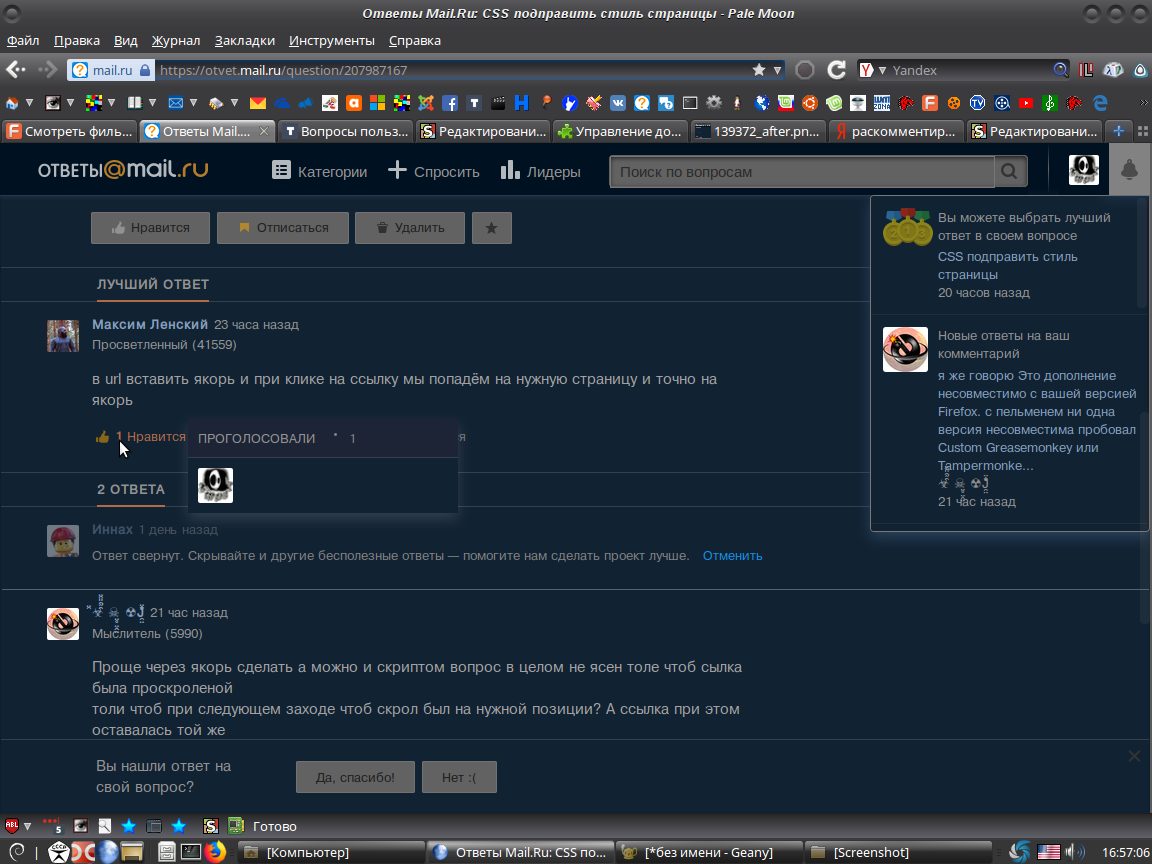 Ответы Mail.Ru: CSS подправить стиль страницы - Pale Moon
Файл Правка Вид Журнал Закладки Инструменты Справка
mail.ru https://otvet.mail.ru/question/207987167 Yandex
Смотреть филь... Ответы Mail.... Вопросы польз... Редактировани... Управление до... 139372_after.pn... раскомментир... Редактировани...
ОТВЕТЫ@mail.ru Категории Спросить Лидеры Поиск по вопросам
Нравится Отписаться Удалить
ЛУЧШИЙ ОТВЕТ
Максим Ленский 23 часа назад
Просветленный (41559)
в url вставить якорь и при клике на ссылку мы попадём на нужную страницу и точно на
якорь
1 Нравится
ПРОГОЛОСОВАЛИ * 1
ся
2 ОТВЕТА
Иннах 1 день назад
Ответ свернут. Скрывайте и другие бесполезные ответы — помогите нам сделать проект лучше. Отменить
21 час назад
Мыслитель (5990)
Проще через якорь сделать а можно и скриптом вопрос в целом не ясен толе чтоб сылка
была проскроленой
толи чтоб при следующем заходе чтоб скрол был на нужной позиции? А ссылка при этом
оставалась той же
Вы можете выбрать лучший
ответ в своем вопросе
CSS подправить стиль
страницы
20 часов назад
Новые ответы на ваш
комментарий
я же говорю Это дополнение
несовместимо с вашей версией
Firefox. с пельменем ни одна
версия несовместима пробовал
Custom Greasemonkey или
Tampermonke...
21 час назад
Вы нашли ответ на
свой вопрос?
Да, спасибо! Нет :(
ABL 5 Готово
[Компьютер] Ответы Mail.Ru: CSS по... [*без имени - Geany] [Screenshot] 16:57:06